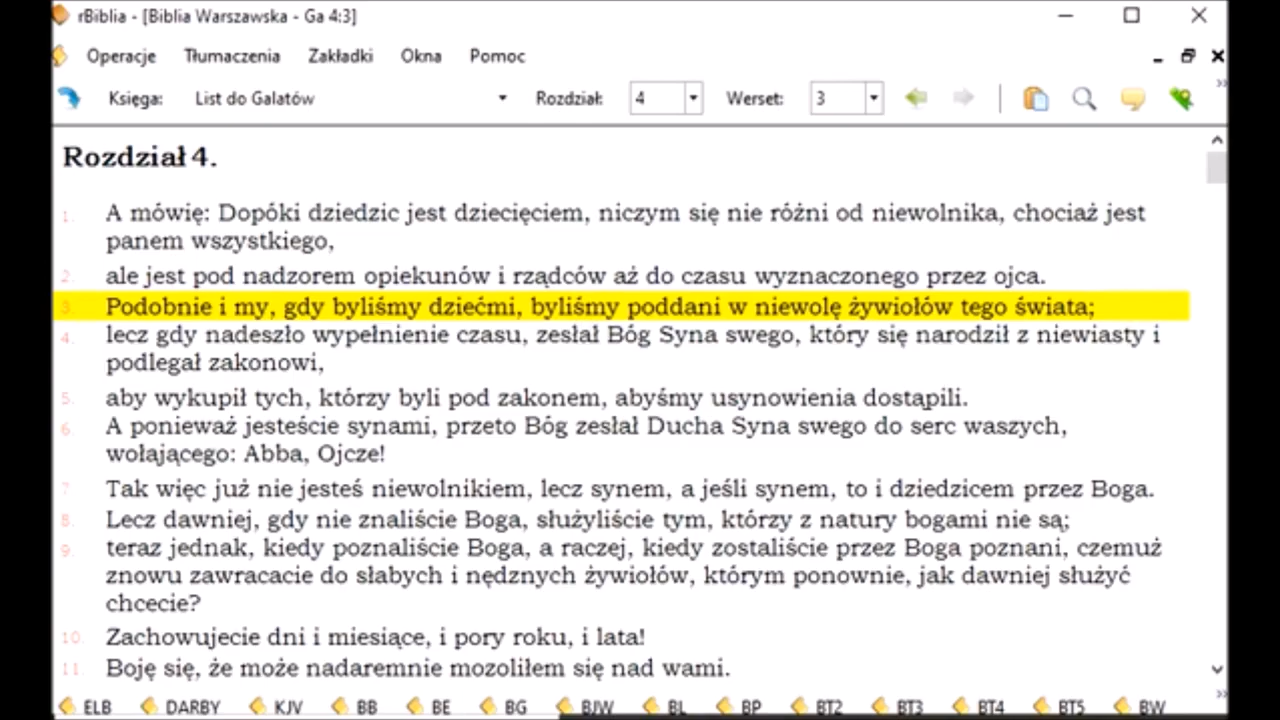 rBiblia - [Biblia Warszawska - Ga 4:3]
Operacje Tłumaczenia Zakładki Okna Pomoc
Księga: List do Galatów Rozdział: 4 Werset: 3
Rozdział 4.
1. A mówię: Dopóki dziedzic jest dziecięciem, niczym się nie różni od niewolnika, chociaż jest
panem wszystkiego,
2. ale jest pod nadzorem opiekunów i rządców aż do czasu wyznaczonego przez ojca.
3. Podobnie i my, gdy byliśmy dziećmi, byliśmy poddani w niewolę żywiołów tego świata;
4. lecz gdy nadeszło wypełnienie czasu, zesłał Bóg Syna swego, który się narodził z niewiasty i
podlegał zakonowi,
5. aby wykupił tych, którzy byli pod zakonem, abyśmy usynowienia dostąpili.
6. A ponieważ jesteście synami, przeto Bóg zesłał Ducha Syna swego do serc waszych,
wołającego: Abba, Ojcze!
7. Tak więc już nie jesteś niewolnikiem, lecz synem, a jeśli synem, to i dziedzicem przez Boga.
8. Lecz dawniej, gdy nie znaliście Boga, służyliście tym, którzy z natury bogami nie są;
9. teraz jednak, kiedy poznaliście Boga, a raczej, kiedy zostaliście przez Boga poznani, czemuż
znowu zawracacie do słabych i nędznych żywiołów, którym ponownie, jak dawniej służyć
chcecie?
10. Zachowujecie dni i miesiące, i pory roku, i lata!
11. Boję się, że może nadaremnie mozoliłem się nad wami.
ELB DARBY KJV BB BE BG BJW BL BP BT2 BT3 BT4 BT5 BW